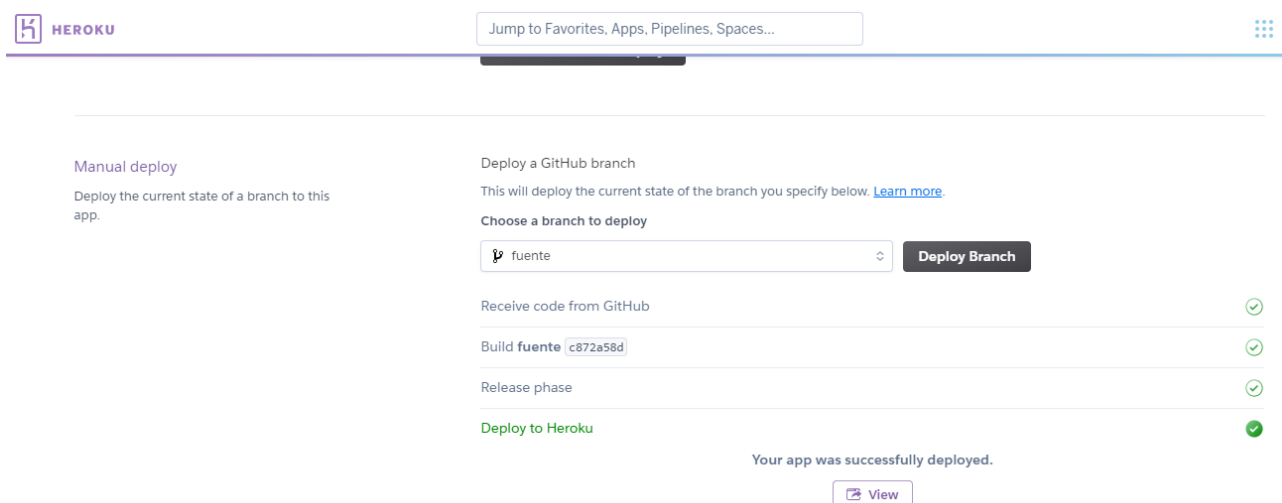 HEROKU
Jump to Favorites, Apps, Pipelines, Spaces...
Manual deploy
Deploy the current state of a branch to this
app.
Deploy a GitHub branch
This will deploy the current state of the branch you specify below. Learn more.
Choose a branch to deploy
fuente
Deploy Branch
Receive code from GitHub
Build fuente c872a58d
Release phase
Deploy to Heroku
Your app was successfully deployed.
View